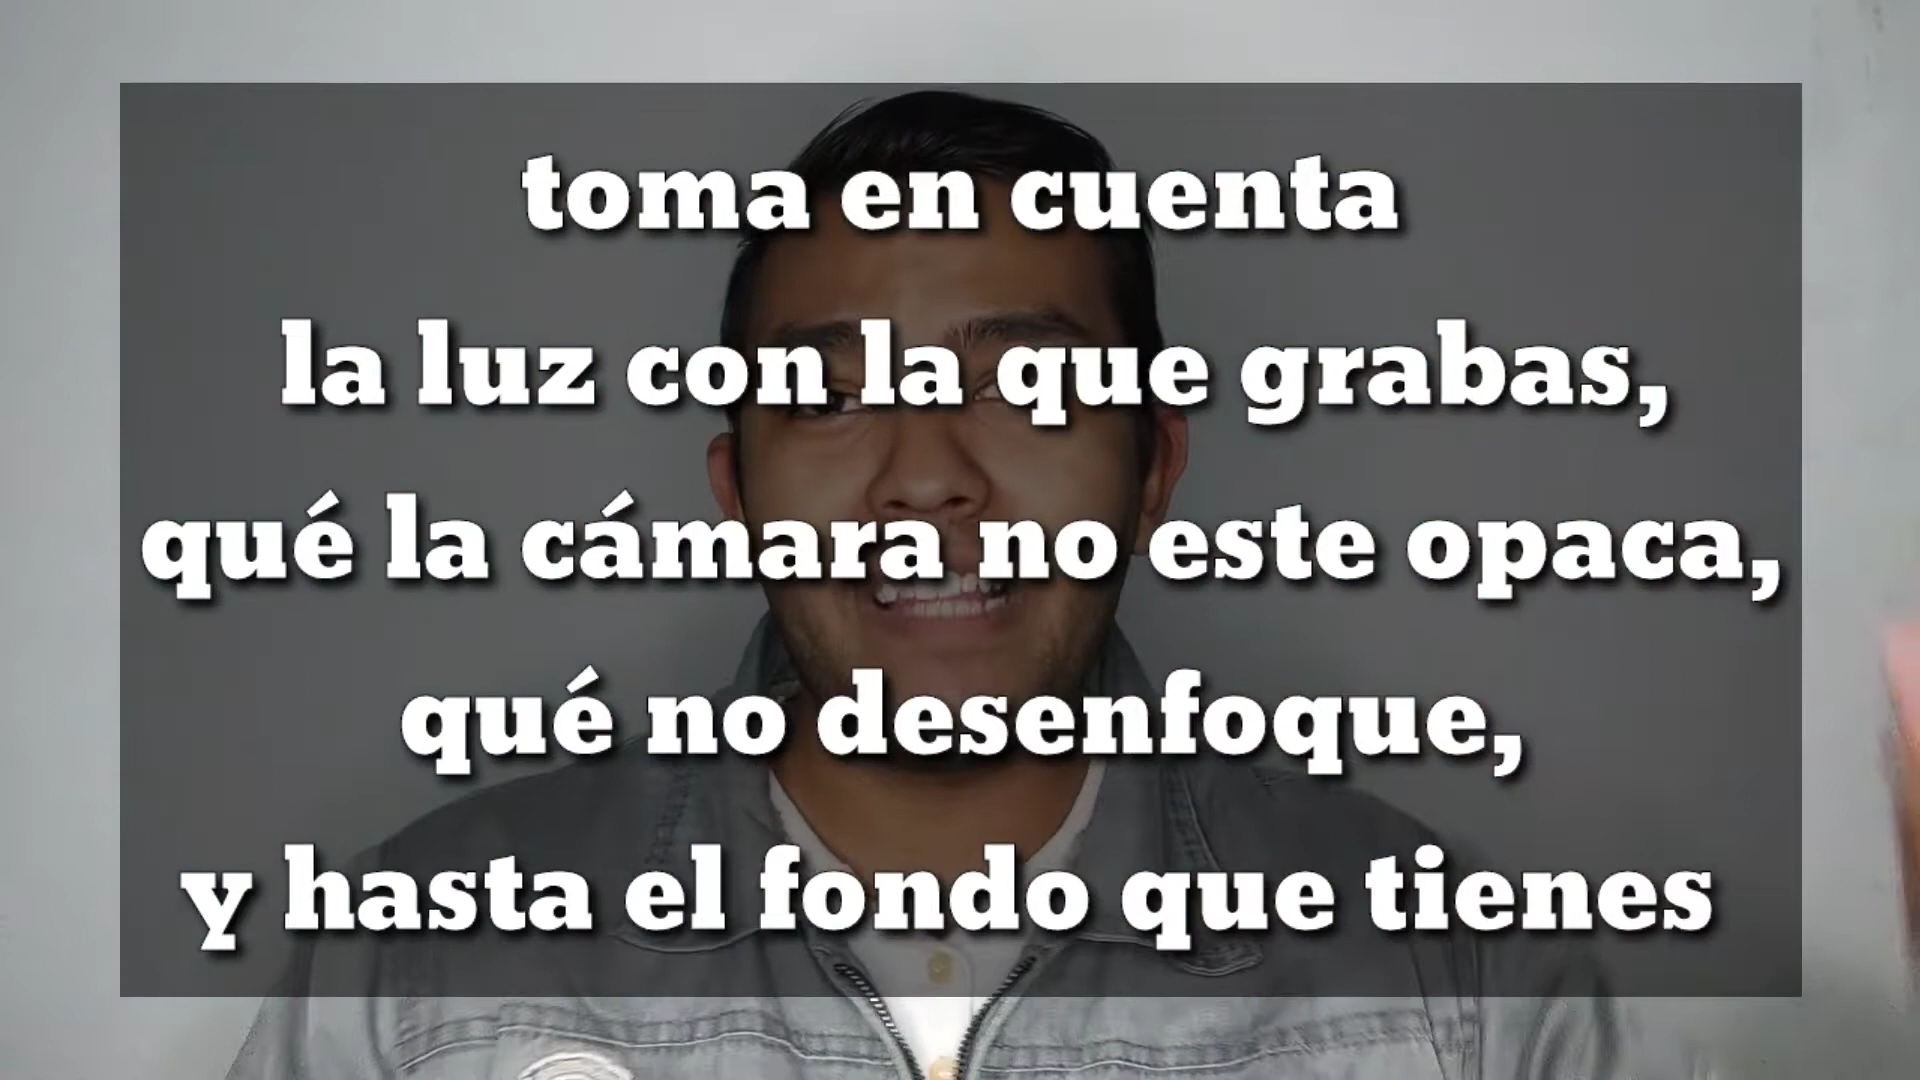 toma en cuenta
la luz con la que grabas,
qué la cámara no este opaca,
qué no desenfoque,
y hasta el fondo que tienes